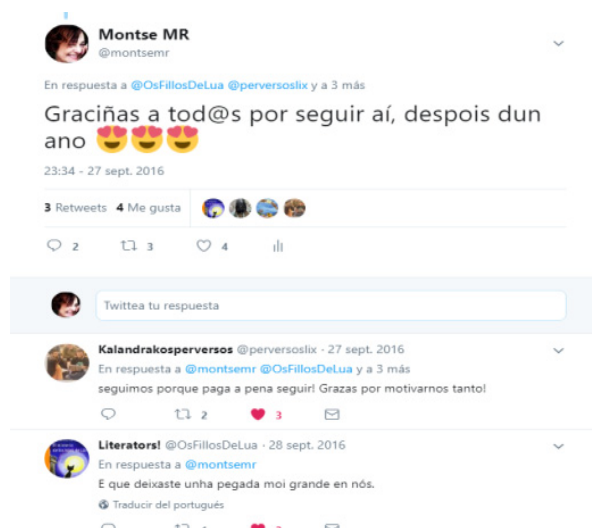 Montse MR
@montsemr
En respuesta a @OsFillosDeLua @perversoslix y a 3 más
Graciñas a tod@s por seguir aí, despois dun
ano 😍😍😍
23:34 - 27 sept. 2016
3 Retweets 4 Me gusta
2 3 4
Twittea tu respuesta
Kalandrakosperversos @perversoslix · 27 sept. 2016
En respuesta a @montsemr @OsFillosDeLua y a 3 más
seguimos porque paga a pena seguir! Grazas por motivarnos tanto!
2 3
Literators! @OsFillosDeLua · 28 sept. 2016
En respuesta a @montsemr
E que deixaste unha pegada moi grande en nós.
Traducir del portugués